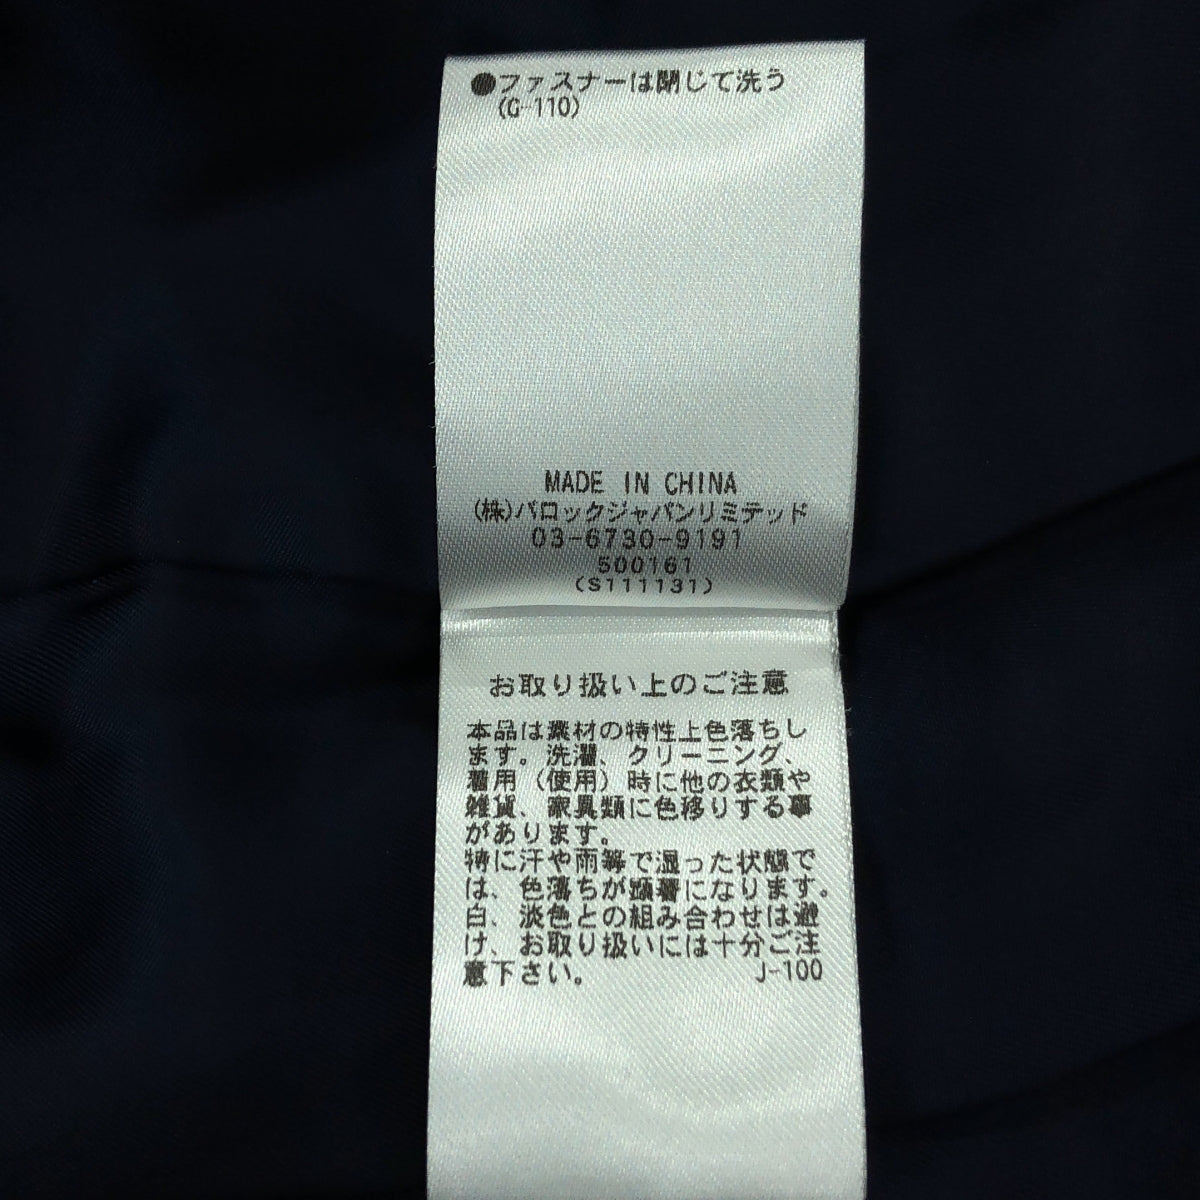 ●ファスナーは閉じて洗う
(G-110)
MADE IN CHINA
(株)バロックジャパンリミテッド
03-6730-9191
500161
(S111131)
お取り扱い上のご注意
本品は素材の特性上色落ちし
ます。洗濯、クリーニング、
着用（使用）時に他の衣類や
雑貨、家具類に色移りする事
があります。
特に汗や雨等で湿った状態で
は、色落ちが顕著になります。
白、淡色との組み合わせは避
け、お取り扱いには十分ご注
意下さい。 J-100